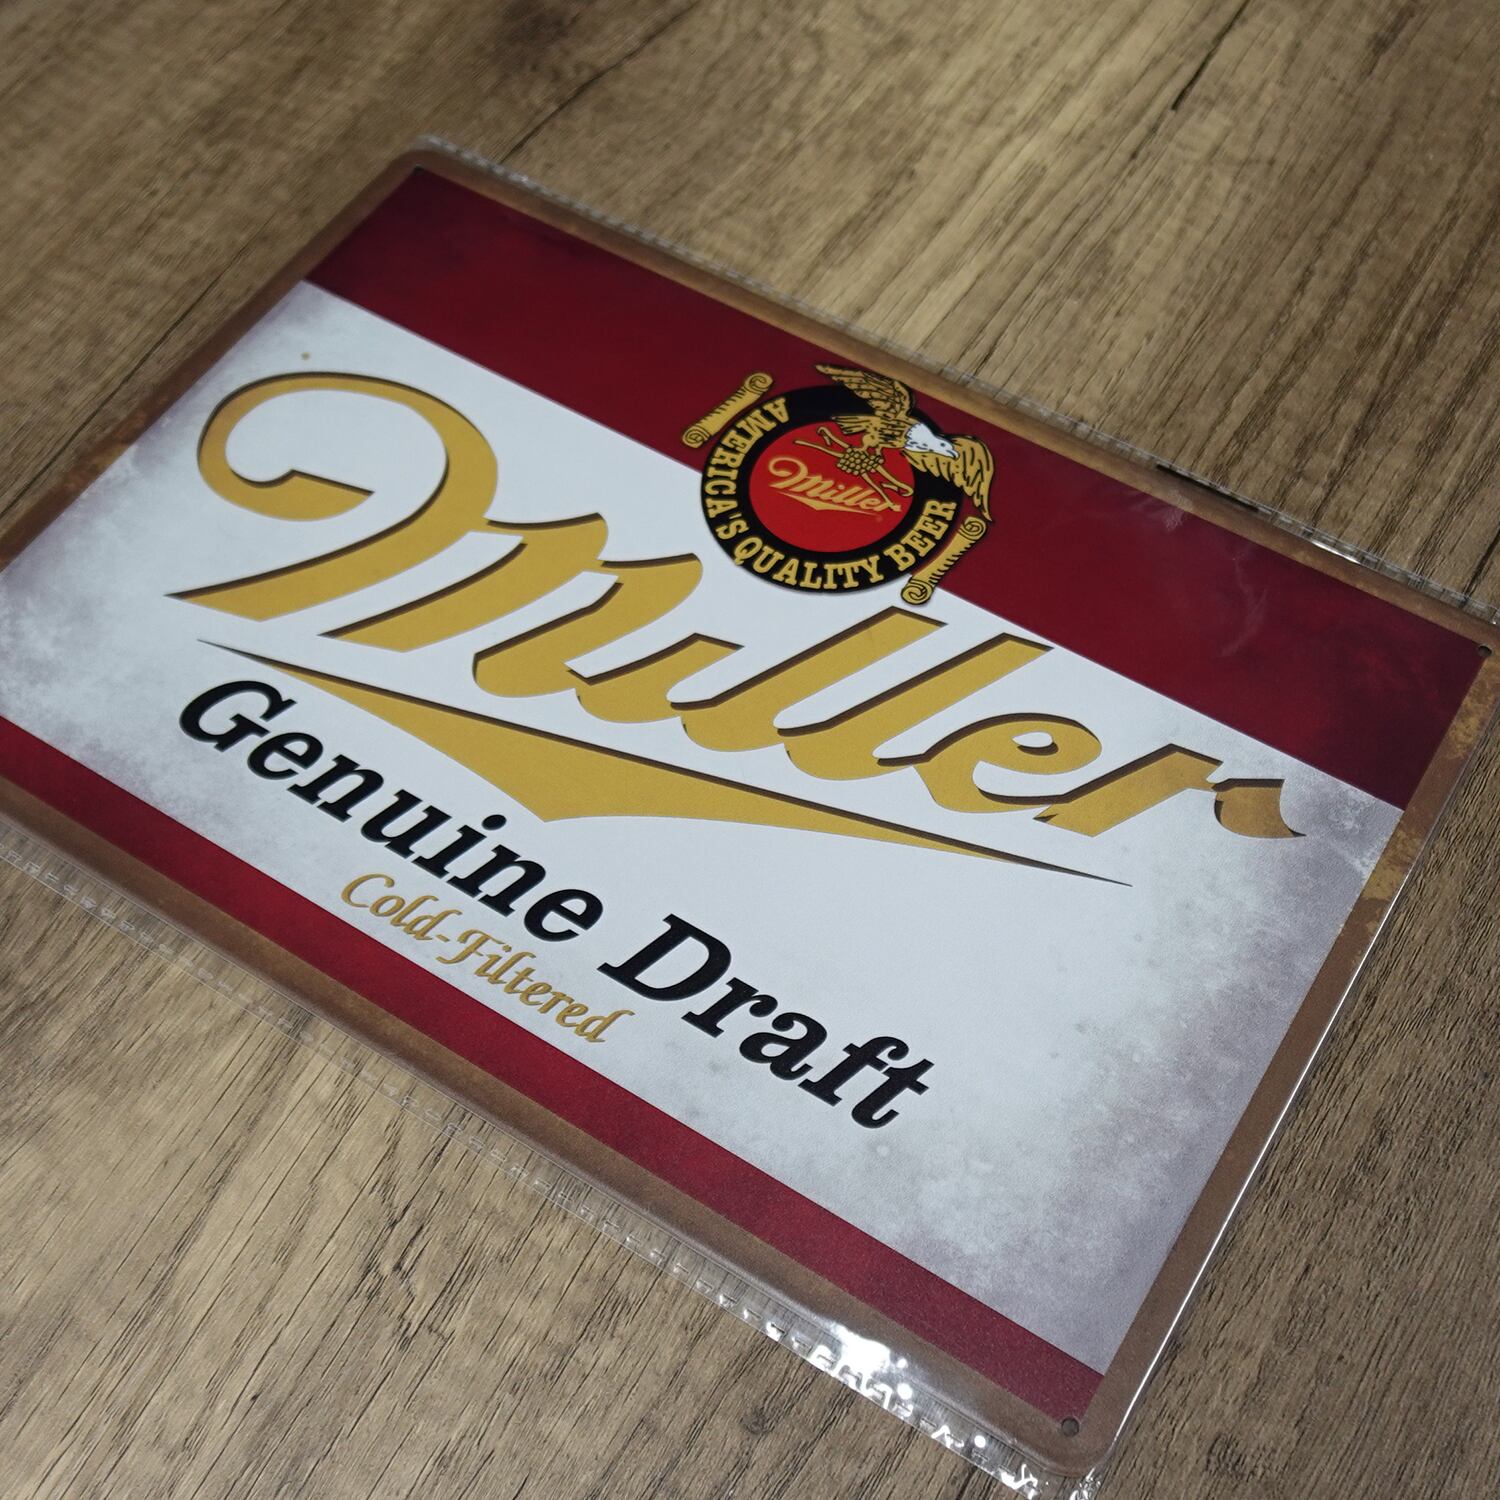 AMERICA'S QUALITY BEER
Miller
Miller
Genuine Draft
Cold-Filtered